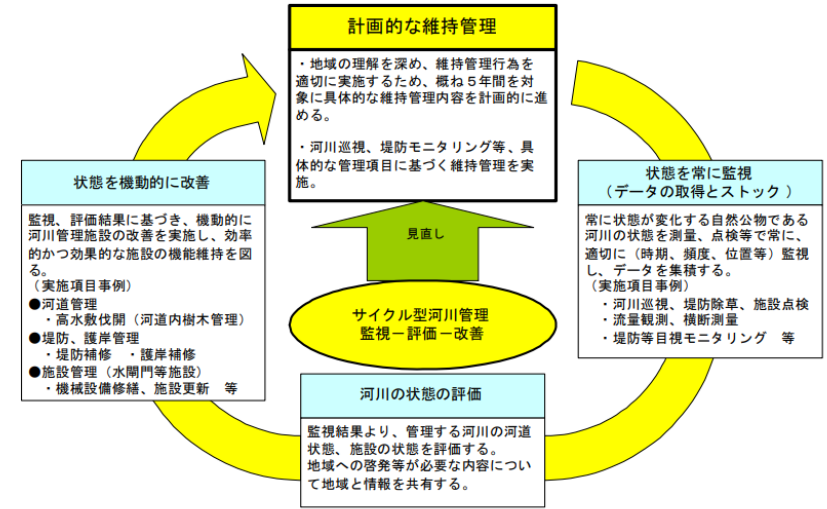 計画的な維持管理
・地域の理解を深め、維持管理行為を
適切に実施するため、概ね５年間を対
象に具体的な維持管理内容を計画的に進
める。
・河川巡視、堤防モニタリング等、具
体的な管理項目に基づく維持管理を実
施。
状態を常に監視
（データの取得とストック ）
常に状態が変化する自然公物である
河川の状態を測量、点検等で常に、
適切に（時期、頻度、位置等）監視
し、データを集積する。
（実施項目事例）
・河川巡視、堤防除草、施設点検
・流量観測、横断測量
・堤防等目視モニタリング　等
河川の状態の評価
監視結果より、管理する河川の河道
状態、施設の状態を評価する。
地域への啓発等が必要な内容につい
て地域と情報を共有する。
状態を機動的に改善
監視、評価結果に基づき、機動的に
河川管理施設の改善を実施し、効率
的かつ効果的な施設の機能維持を図
る。
（実施項目事例）
●河道管理
・高水敷伐開（河道内樹木管理）
●堤防、護岸管理
・堤防補修　・護岸補修
●施設管理（水閘門等施設）
・機械設備修繕、施設更新　等
見直し
サイクル型河川管理
監視－評価－改善